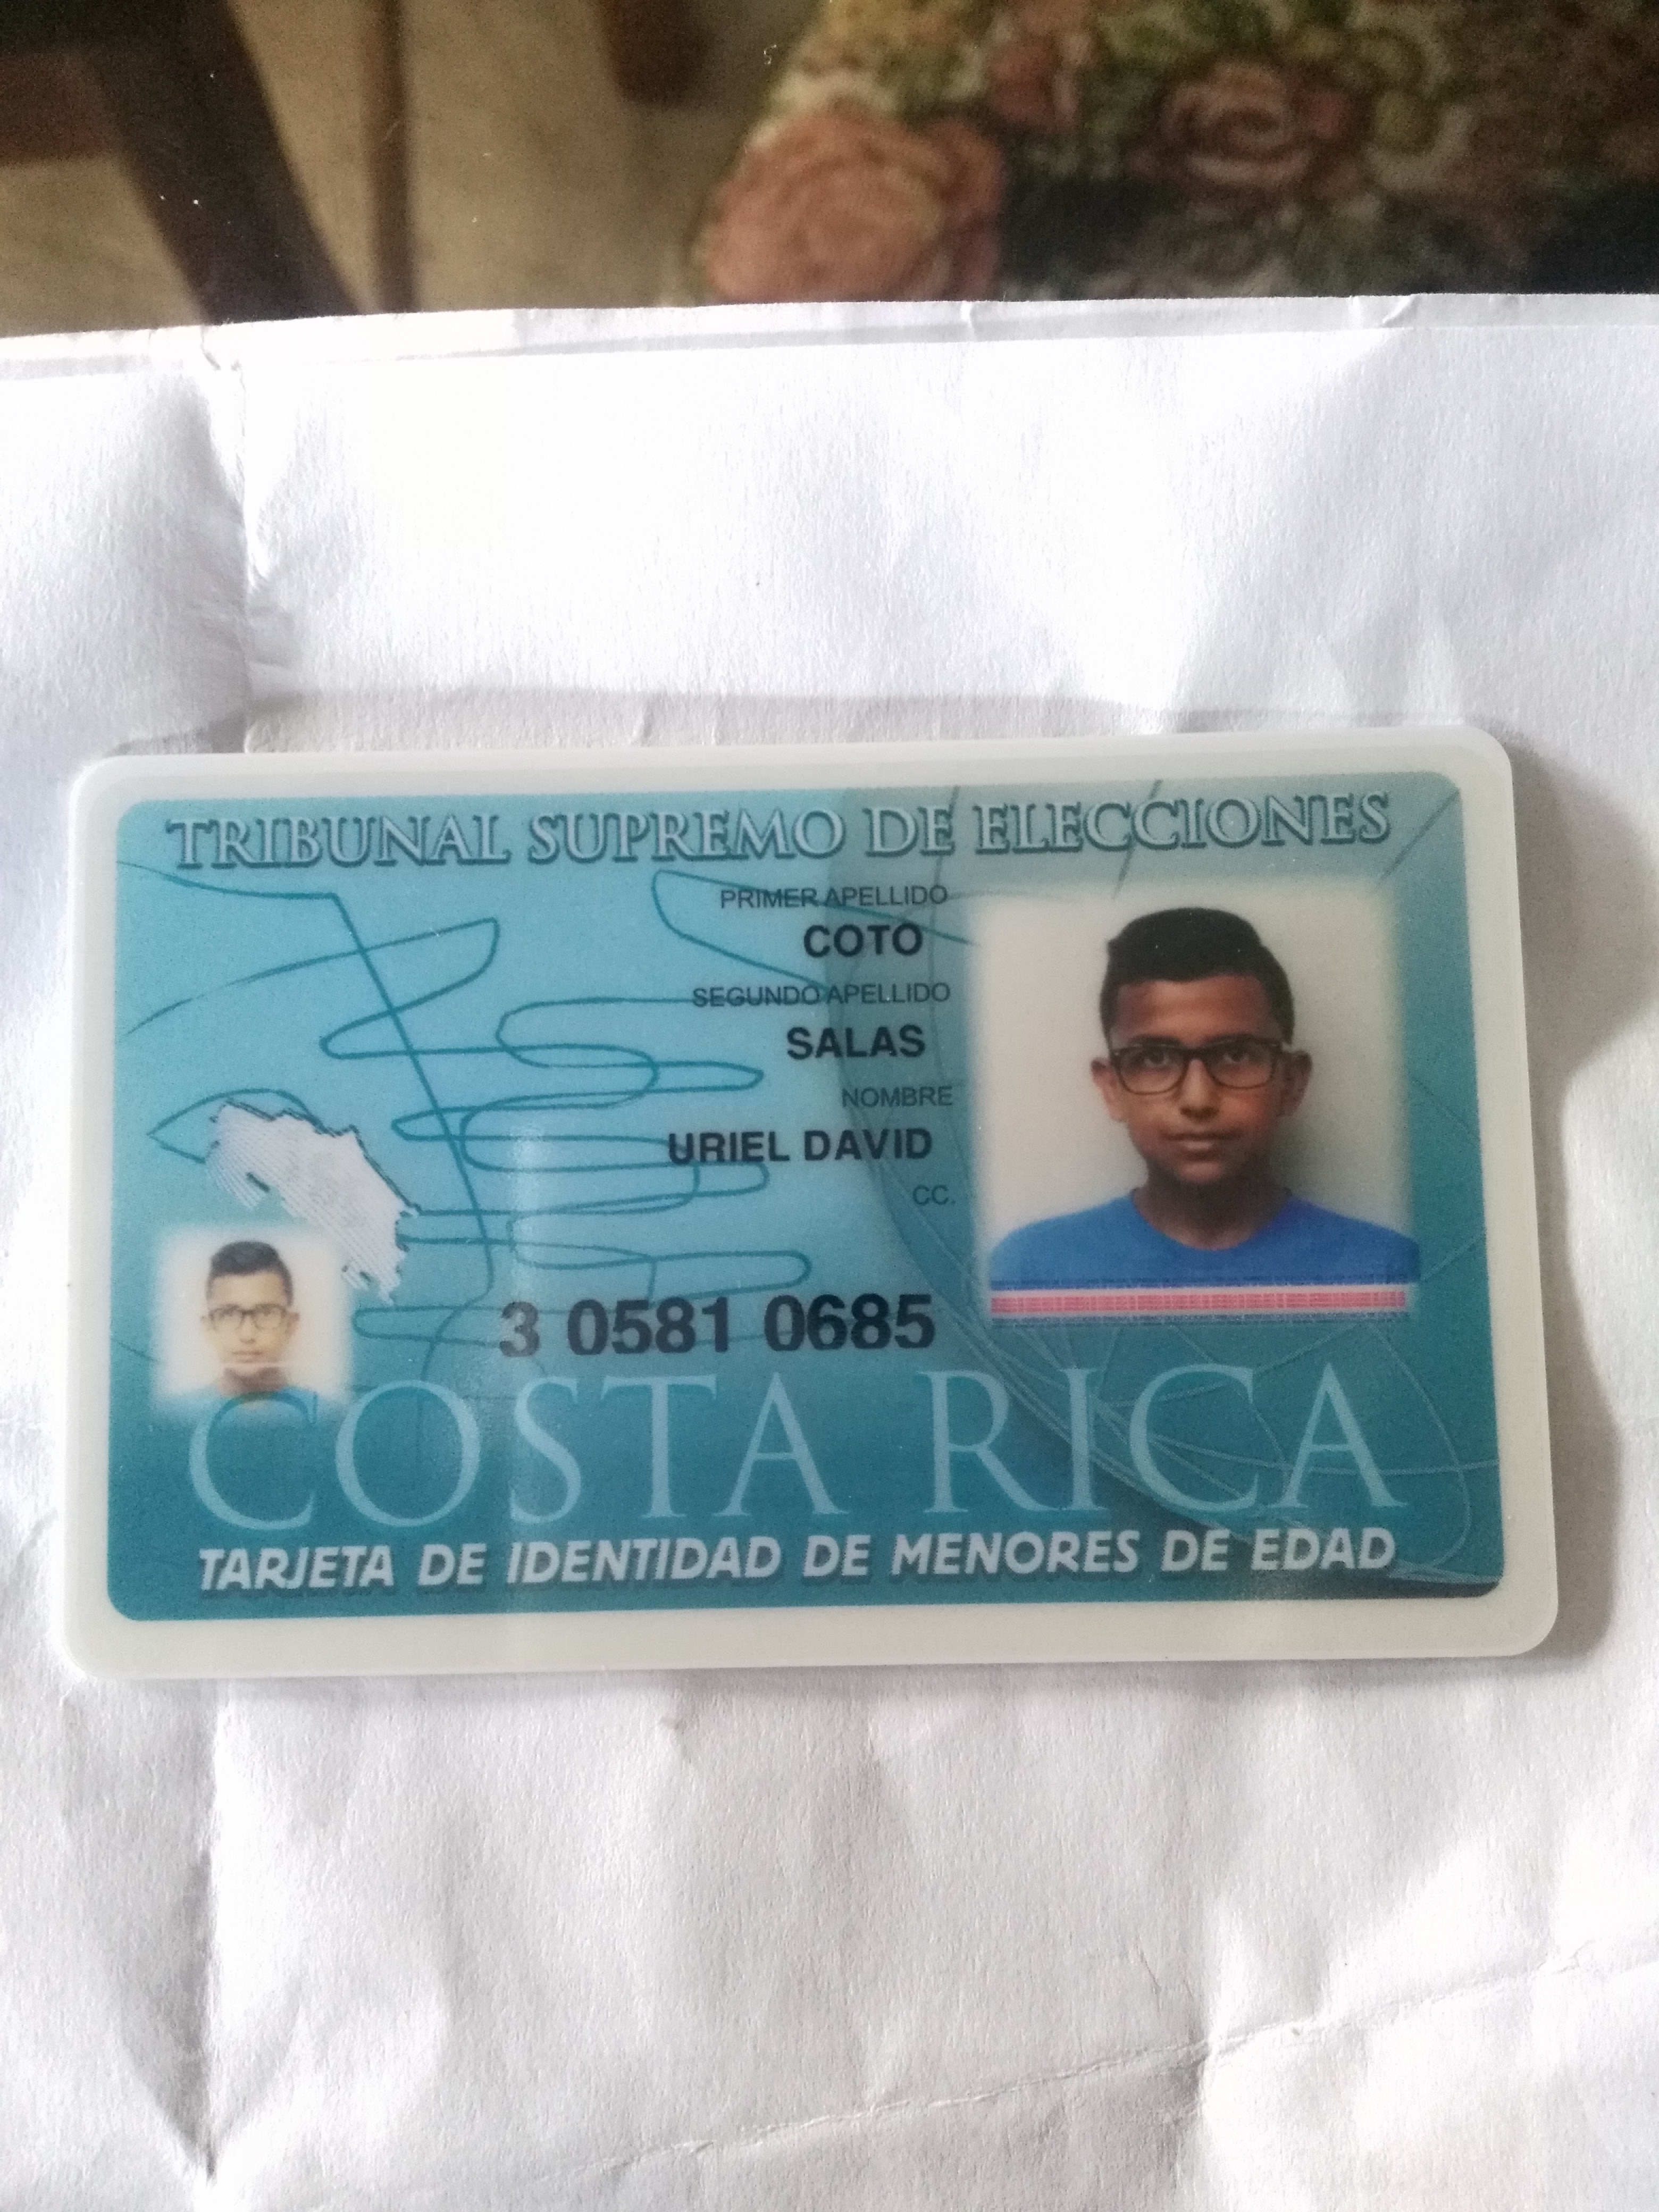 TRIBUNAL SUPREMO DE ELECCIONES
PRIMER APELLIDO
COTO
SEGUNDO APELLIDO
SALAS
NOMBRE
URIEL DAVID
CC.
3 0581 0685
COSTA RICA
TARJETA DE IDENTIDAD DE MENORES DE EDAD